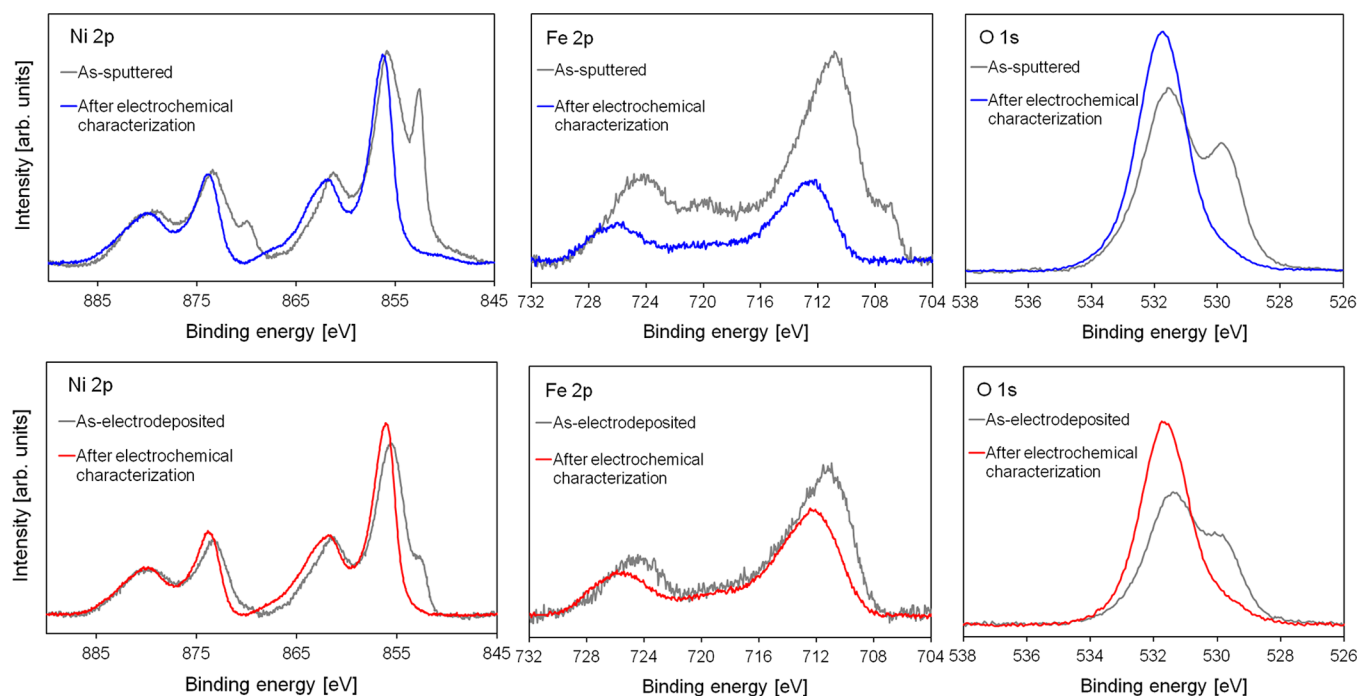 Ni 2p
As-sputtered
After electrochemical
characterization
Intensity [arb. units]
885 875 865 855 845
Binding energy [eV]
Fe 2p
As-sputtered
After electrochemical
characterization
732 728 724 720 716 712 708 704
Binding energy [eV]
O 1s
As-sputtered
After electrochemical
characterization
538 536 534 532 530 528 526
Binding energy [eV]
Ni 2p
As-electrodeposited
After electrochemical
characterization
Intensity [arb. units]
885 875 865 855 845
Binding energy [eV]
Fe 2p
As-electrodeposited
After electrochemical
characterization
732 728 724 720 716 712 708 704
Binding energy [eV]
O 1s
As-electrodeposited
After electrochemical
characterization
538 536 534 532 530 528 526
Binding energy [eV]